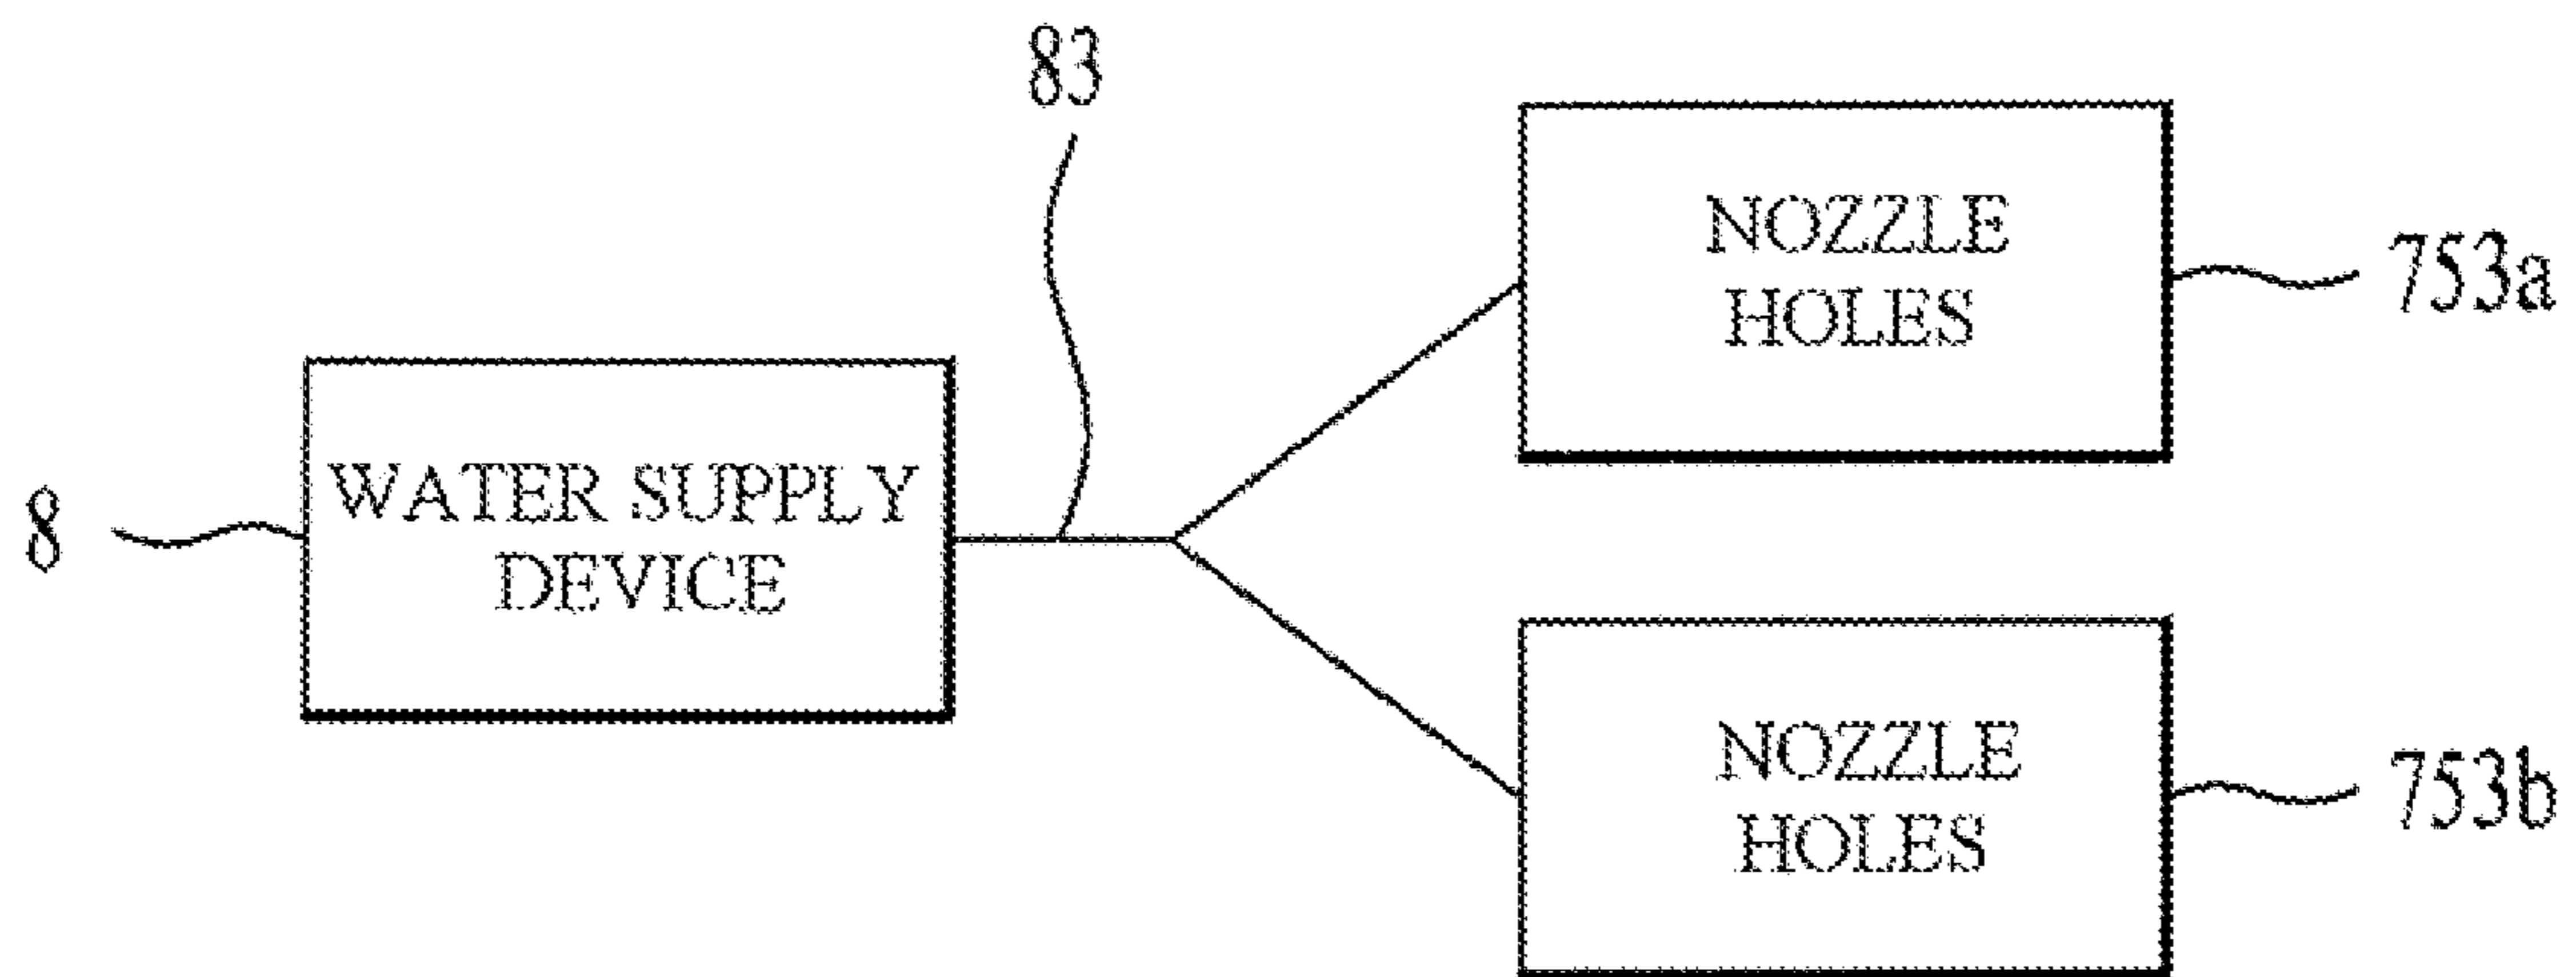 83
NOZZLE
HOLES
753a
8
WATER SUPPLY
DEVICE
NOZZLE
HOLES
753b